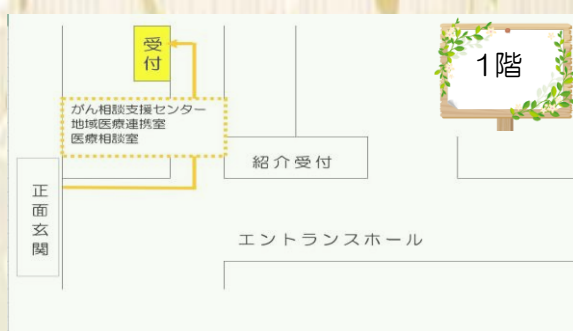 1階
受付
がん相談支援センター
地域医療連携室
医療相談室
紹介受付
正面玄関
エントランスホール